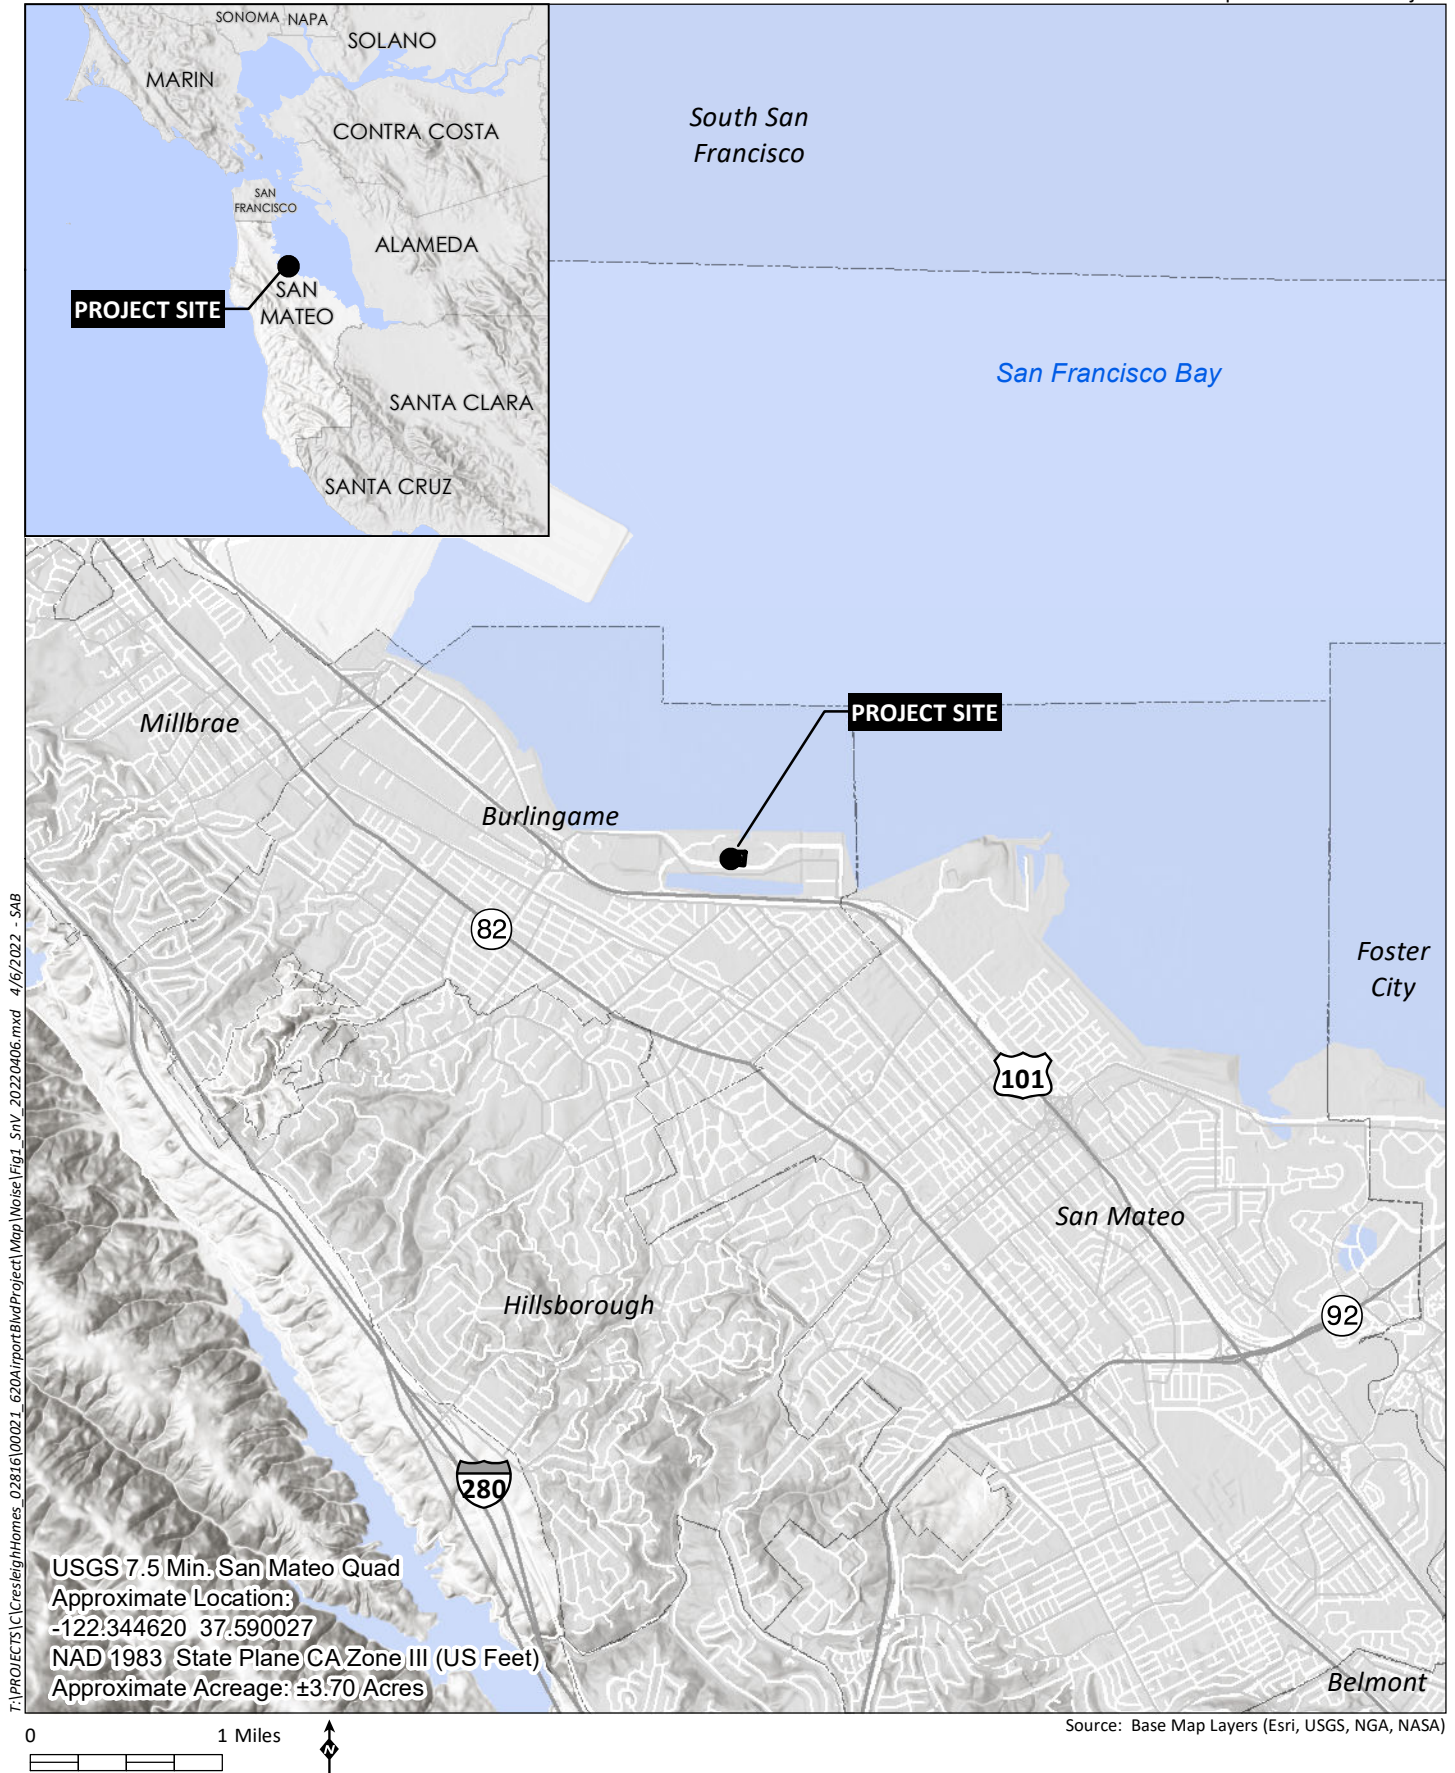 SONOMA NAPA
SOLANO
MARIN
CONTRA COSTA
SAN
FRANCISCO
ALAMEDA
PROJECT SITE
SAN
MATEO
SANTA CLARA
SANTA CRUZ
South San
Francisco
San Francisco Bay
Millbrae
PROJECT SITE
Burlingame
82
Foster
City
101
San Mateo
Hillsborough
92
280
Belmont
USGS 7.5 Min. San Mateo Quad
Approximate Location:
-122.344620 37.590027
NAD 1983 State Plane CA Zone III (US Feet)
Approximate Acreage: ±3.70 Acres
T:\PROJECTS\C\CresleighHomes_02816\00021_620AirportBlvdProject\Map\Noise\Fig1_SnV_20220406.mxd 4/6/2022 - SAB
0 1 Miles
N
Source: Base Map Layers (Esri, USGS, NGA, NASA)